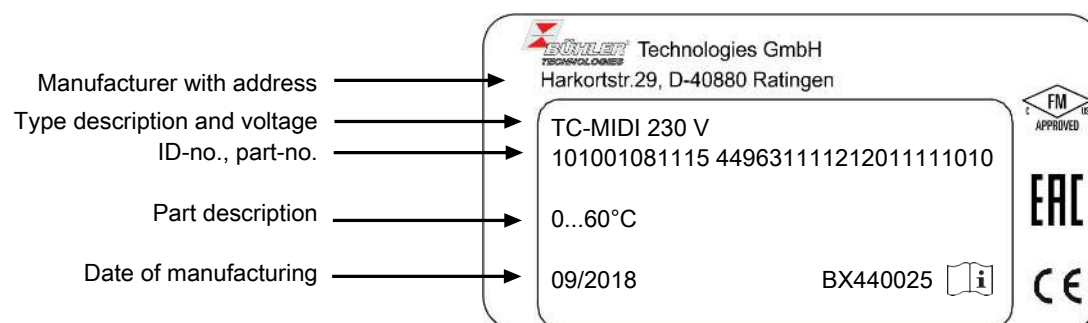 BÜHLER TECHNOLOGIES Technologies GmbH
Manufacturer with address Harkortstr.29, D-40880 Ratingen
Type description and voltage TC-MIDI 230 V
ID-no., part-no. 101001081115 449631111212011111010
Part description 0...60°C
Date of manufacturing 09/2018 BX440025 i
C FM US
APPROVED
EAC
CE